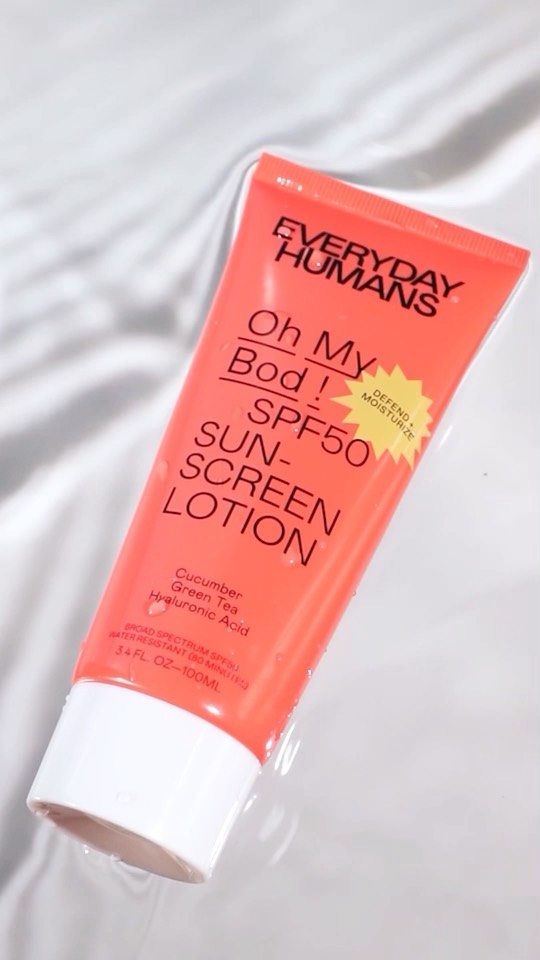 EVERYDAY
HUMANS
Oh My
Bod !
SPF50
SUN-
SCREEN
LOTION
DEFEND +
MOISTURIZE
Cucumber
Green Tea
Hyaluronic Acid
BROAD SPECTRUM SPF50
WATER RESISTANT (80 MINUTES)
3.4 FL. OZ—100ML